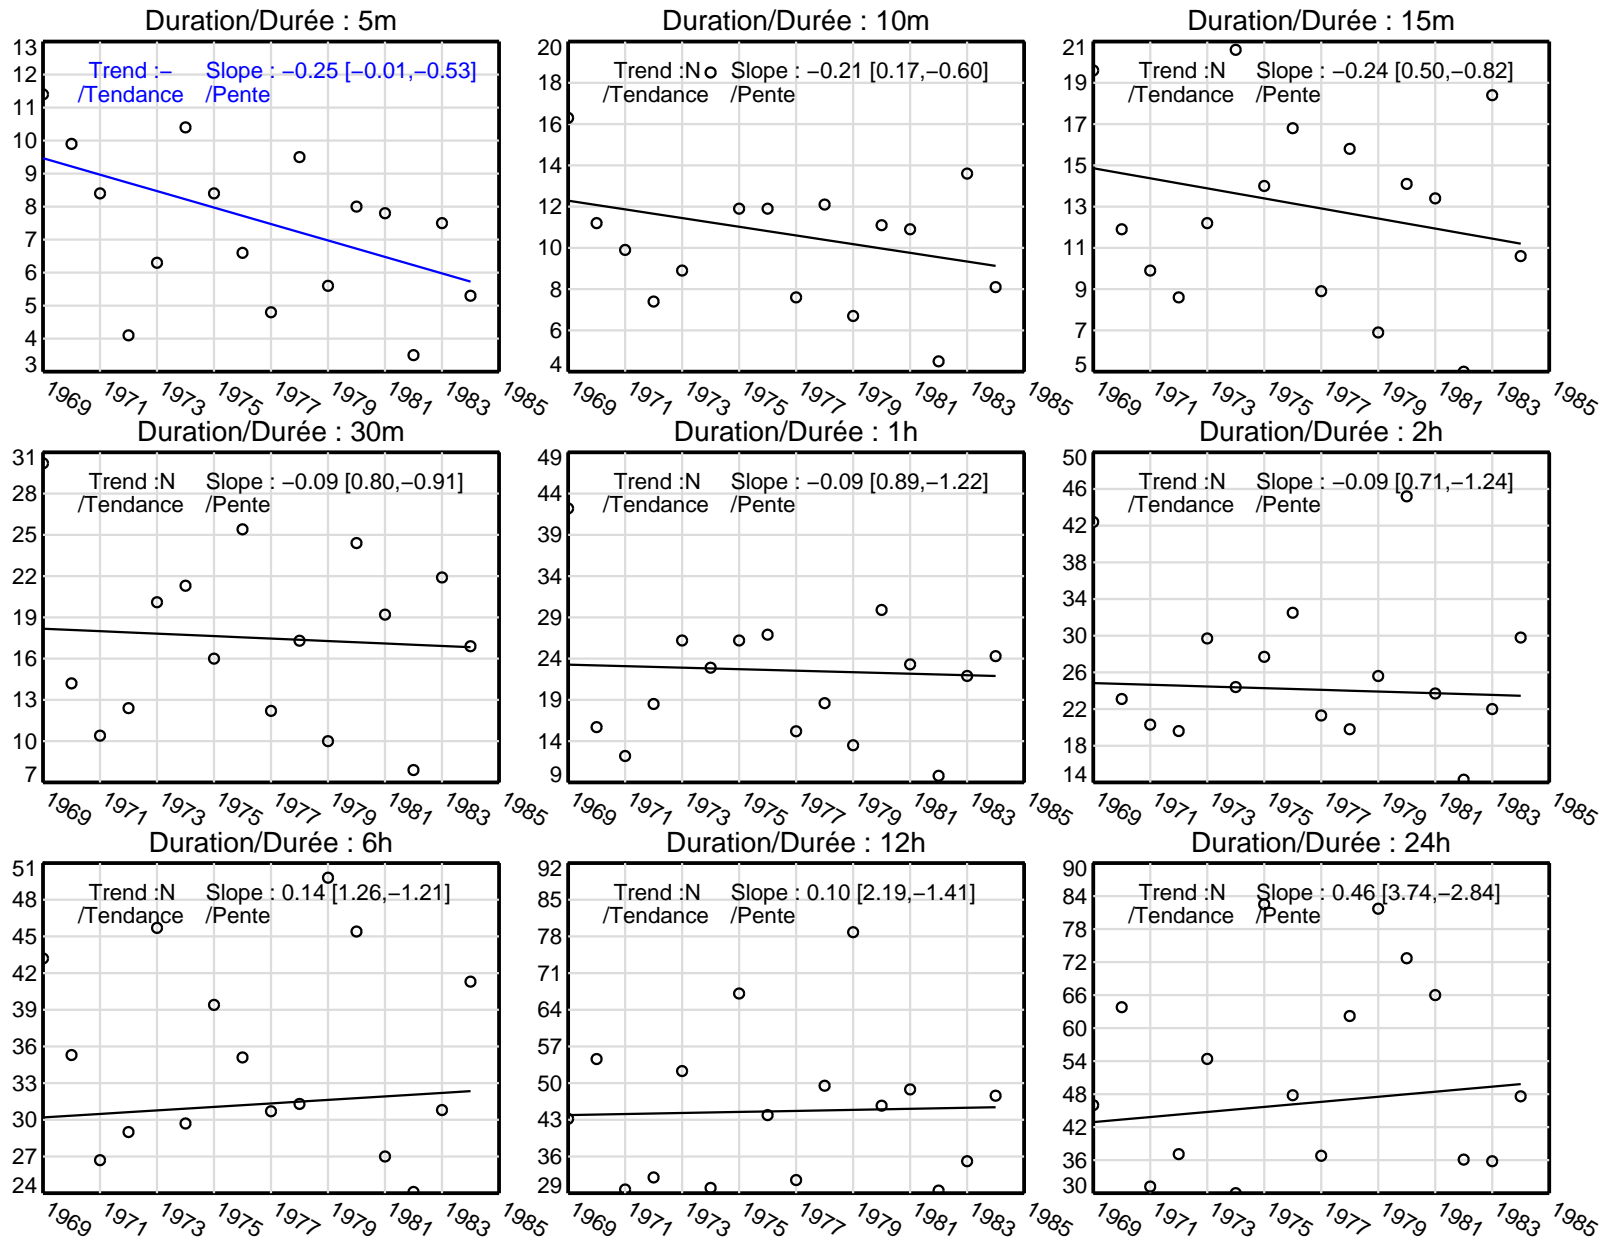 Duration/Durée : 5m
13
12
11
10
9
8
7
6
5
4
3
Trend :− Slope : −0.25 [−0.01,−0.53]
/Tendance /Pente
1969 1971 1973 1975 1977 1979 1981 1983 1985
Duration/Durée : 10m
20
18
16
14
12
10
8
6
4
Trend :N Slope : −0.21 [0.17,−0.60]
/Tendance /Pente
1969 1971 1973 1975 1977 1979 1981 1983 1985
Duration/Durée : 15m
21
19
17
15
13
11
9
7
5
Trend :N Slope : −0.24 [0.50,−0.82]
/Tendance /Pente
1969 1971 1973 1975 1977 1979 1981 1983 1985
Duration/Durée : 30m
31
28
25
22
19
16
13
10
7
Trend :N Slope : −0.09 [0.80,−0.91]
/Tendance /Pente
1969 1971 1973 1975 1977 1979 1981 1983 1985
Duration/Durée : 1h
49
44
39
34
29
24
19
14
9
Trend :N Slope : −0.09 [0.89,−1.22]
/Tendance /Pente
1969 1971 1973 1975 1977 1979 1981 1983 1985
Duration/Durée : 2h
50
46
42
38
34
30
26
22
18
14
Trend :N Slope : −0.09 [0.71,−1.24]
/Tendance /Pente
1969 1971 1973 1975 1977 1979 1981 1983 1985
Duration/Durée : 6h
51
48
45
42
39
36
33
30
27
24
Trend :N Slope : 0.14 [1.26,−1.21]
/Tendance /Pente
1969 1971 1973 1975 1977 1979 1981 1983 1985
Duration/Durée : 12h
92
85
78
71
64
57
50
43
36
29
Trend :N Slope : 0.10 [2.19,−1.41]
/Tendance /Pente
1969 1971 1973 1975 1977 1979 1981 1983 1985
Duration/Durée : 24h
90
84
78
72
66
60
54
48
42
36
30
Trend :N Slope : 0.46 [3.74,−2.84]
/Tendance /Pente
1969 1971 1973 1975 1977 1979 1981 1983 1985